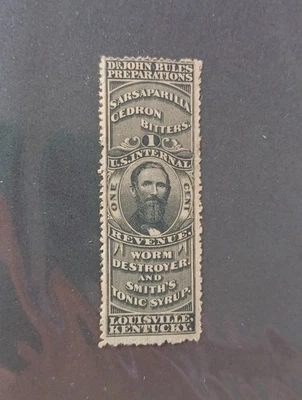 DR. JOHN BULL'S
PREPARATIONS
SARSAPARILLA
CEDRON
BITTERS.
1
U.S. INTERNAL
ONE CENT
REVENUE.
WORM
DESTROYER.
AND
SMITH'S
TONIC SYRUP.
LOUISVILLE,
KENTUCKY.